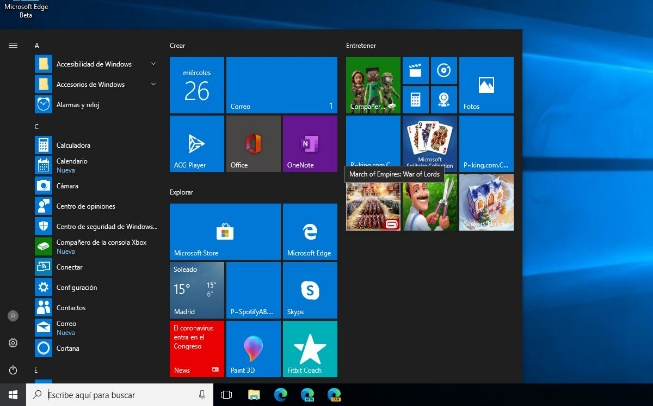 Microsoft Edge
Beta
A
Accesibilidad de Windows
Accesorios de Windows
Alarmas y reloj
C
Calculadora
Calendario
Nueva
Cámara
Centro de opiniones
Centro de seguridad de Windows...
Compañero de la consola Xbox
Nueva
Conectar
Configuración
Contactos
Correo
Nueva
Cortana
E
Crear
miércoles
26
Correo
1
ACG Player
Office
OneNote
Explorar
Microsoft Store
Microsoft Edge
Soleado
15°
15°
6°
Madrid
P~SpotifyAB...
Skype
El coronavirus
entra en el
Congreso
News
Paint 3D
Fitbit Coach
Entretener
Compañer...
Fotos
P~king.com.C...
Microsoft
Solitaire Collection
P~king.com.C...
March of Empires: War of Lords
Escribe aquí para buscar